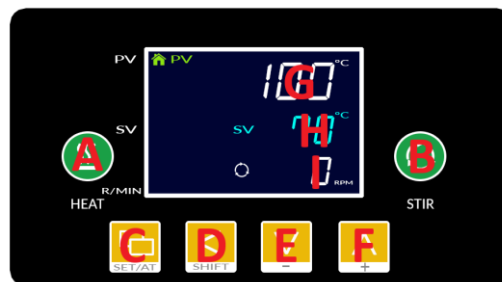 PV PV °C
G
SV SV H °C
A B
R/MIN I RPM
HEAT STIR
C D E F
SET/AT SHIFT - +